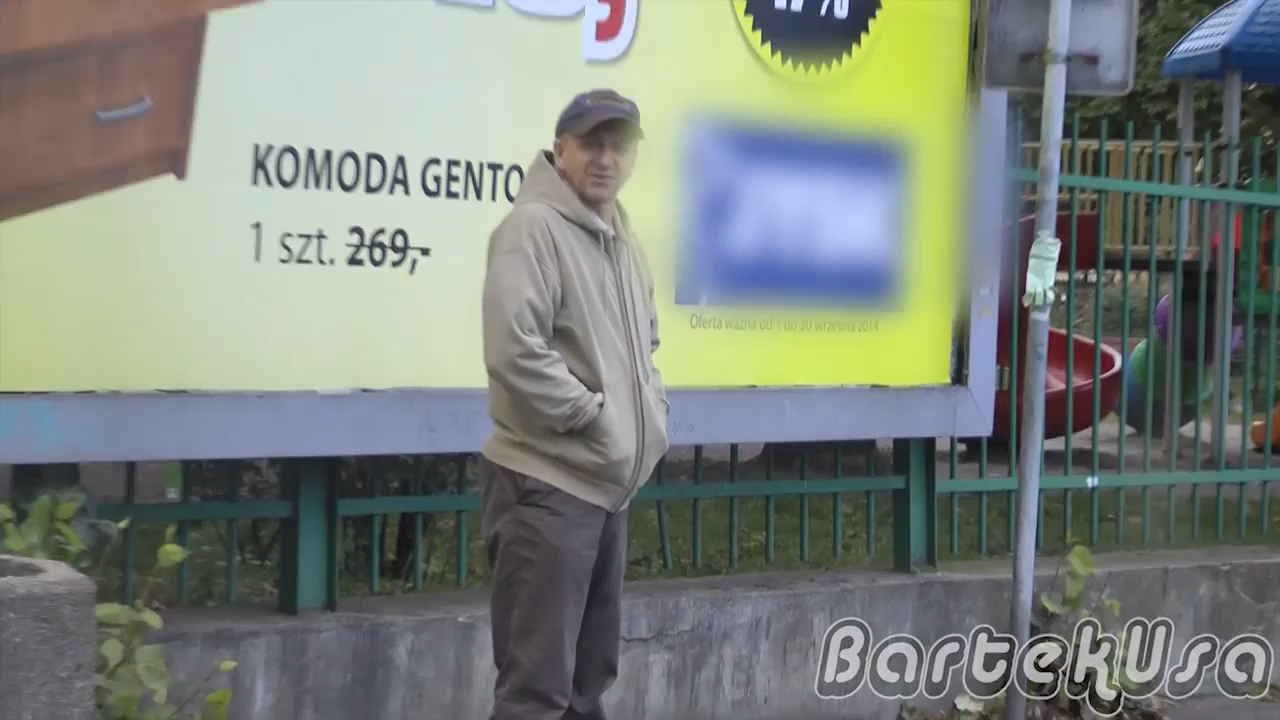 KOMODA GENTO
1 szt. 269,-
Oferta ważna od 1 do 30 września 2014
BartekUsa